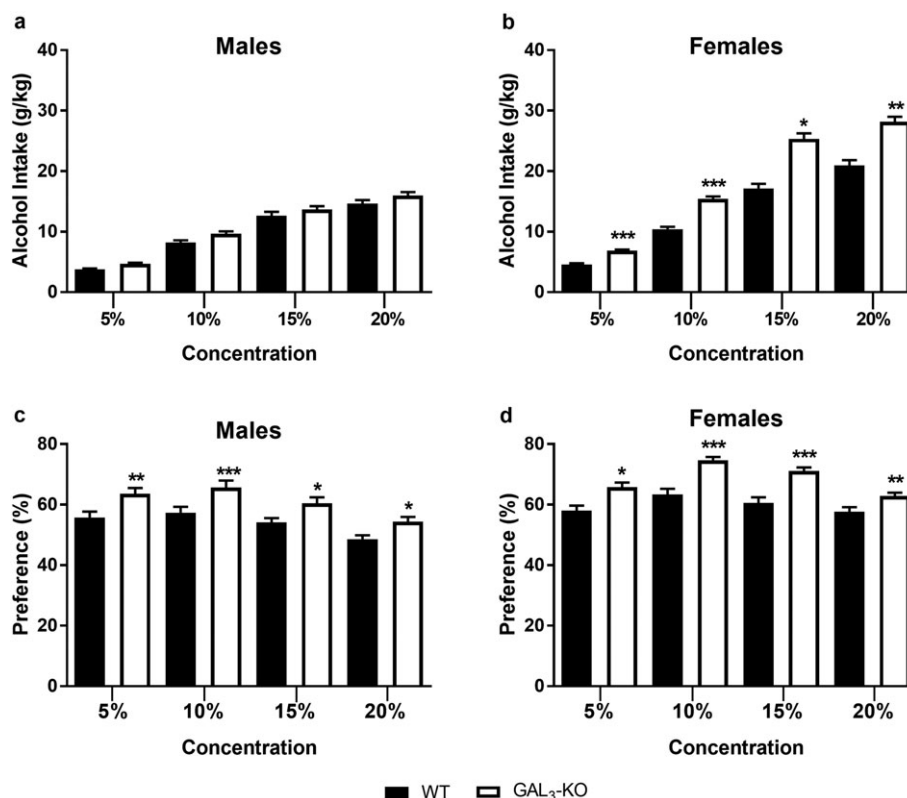 a
Males
Alcohol Intake (g/kg)
40
30
20
10
0
5% 10% 15% 20%
Concentration
b
Females
Alcohol Intake (g/kg)
40
30
20
10
0
*** *** * **
5% 10% 15% 20%
Concentration
c
Males
Preference (%)
80
60
40
20
0
** *** * *
5% 10% 15% 20%
Concentration
d
Females
Preference (%)
80
60
40
20
0
* *** *** **
5% 10% 15% 20%
Concentration
WT GAL₃-KO